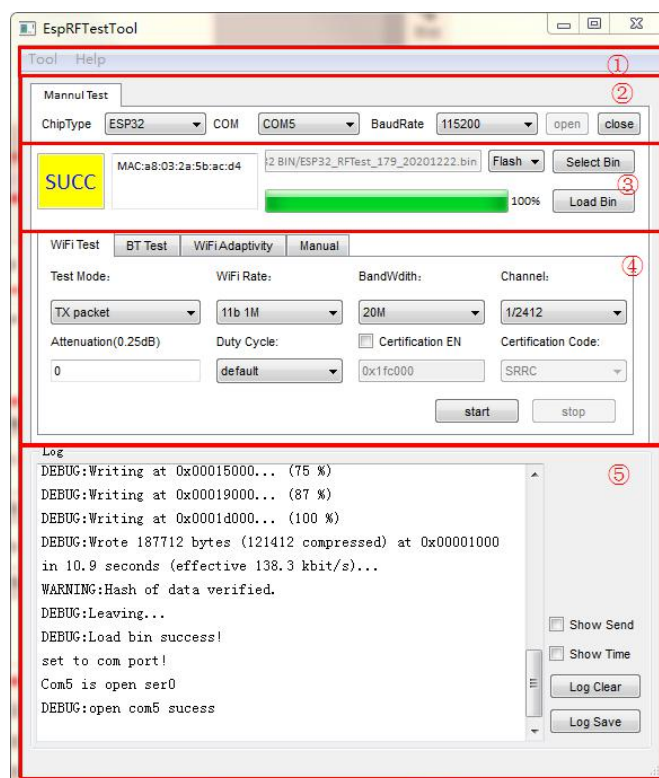 EspRFTestTool
Tool Help
①
Mannul Test
②
ChipType ESP32 COM COM5 BaudRate 115200 open close
SUCC
MAC:a8:03:2a:5b:ac:d4
BIN/ESP32_RFTest_179_20201222.bin Flash Select Bin
③
100% Load Bin
WiFi Test BT Test WiFi Adaptivity Manual
④
Test Mode: WiFi Rate: BandWdith: Channel:
TX packet 11b 1M 20M 1/2412
Attenuation(0.25dB) Duty Cycle: Certification EN Certification Code:
0 default 0x1fc000 SRRC
start stop
Log
⑤
DEBUG:Writing at 0x00015000... (75 %)
DEBUG:Writing at 0x00019000... (87 %)
DEBUG:Writing at 0x0001d000... (100 %)
DEBUG:Wrote 187712 bytes (121412 compressed) at 0x00001000
in 10.9 seconds (effective 138.3 kbit/s)...
WARNING:Hash of data verified.
DEBUG:Leaving...
DEBUG:Load bin success!
set to com port!
Com5 is open ser0
DEBUG:open com5 sucess
Show Send
Show Time
Log Clear
Log Save